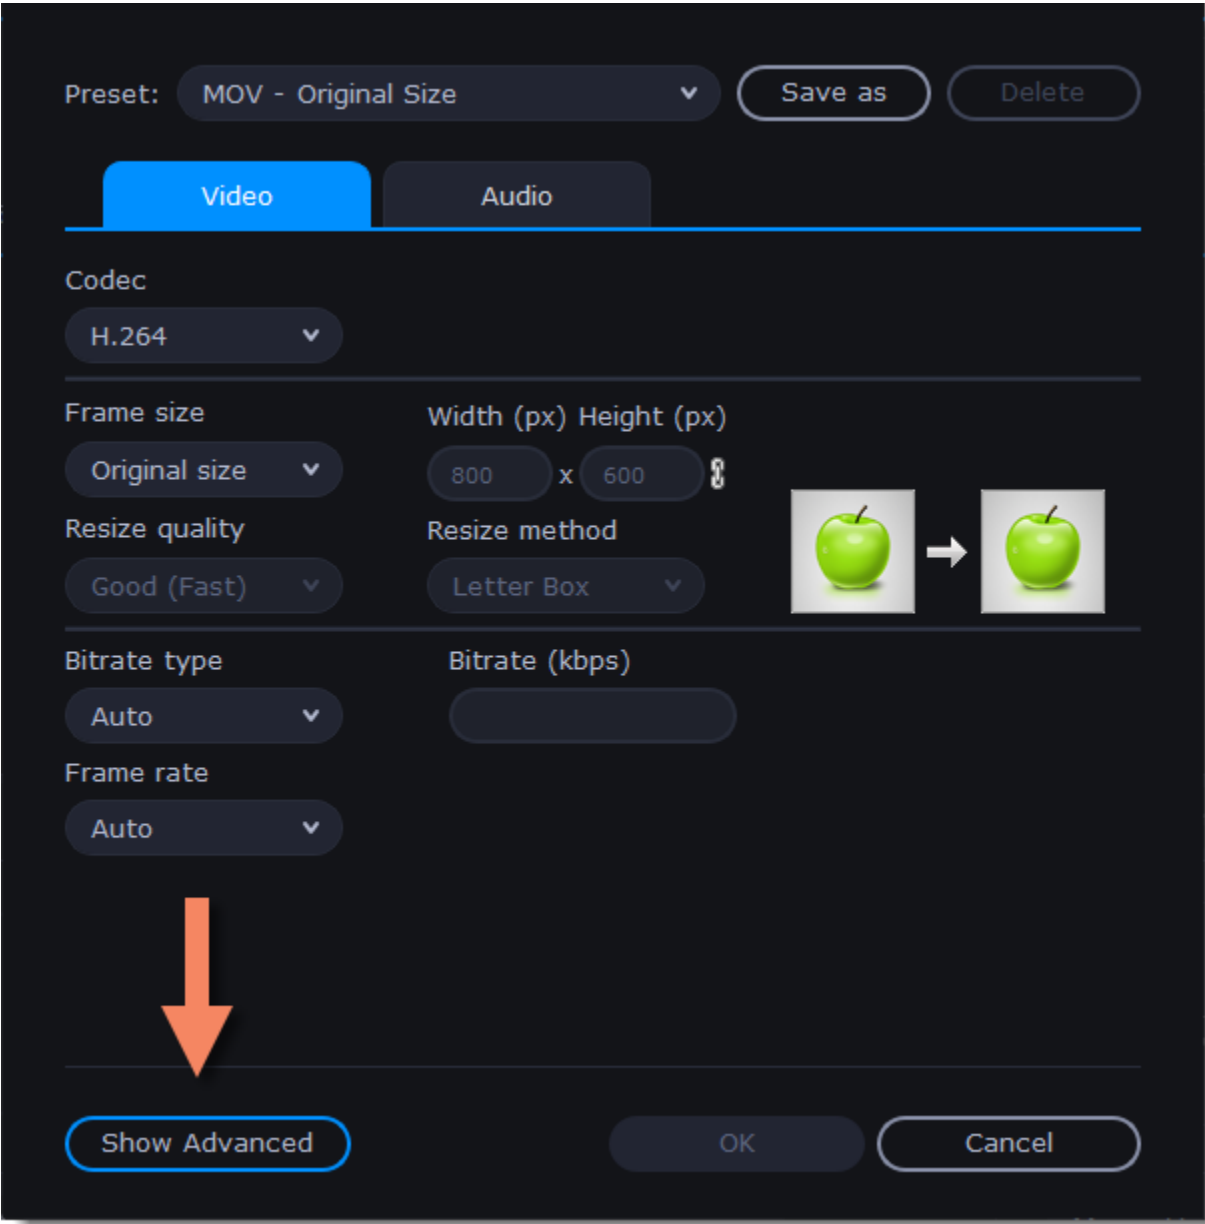 Preset: MOV - Original Size Save as Delete
Video Audio
Codec
H.264
Frame size Width (px) Height (px)
Original size 800 x 600
Resize quality Resize method
Good (Fast) Letter Box
Bitrate type Bitrate (kbps)
Auto
Frame rate
Auto
Show Advanced OK Cancel